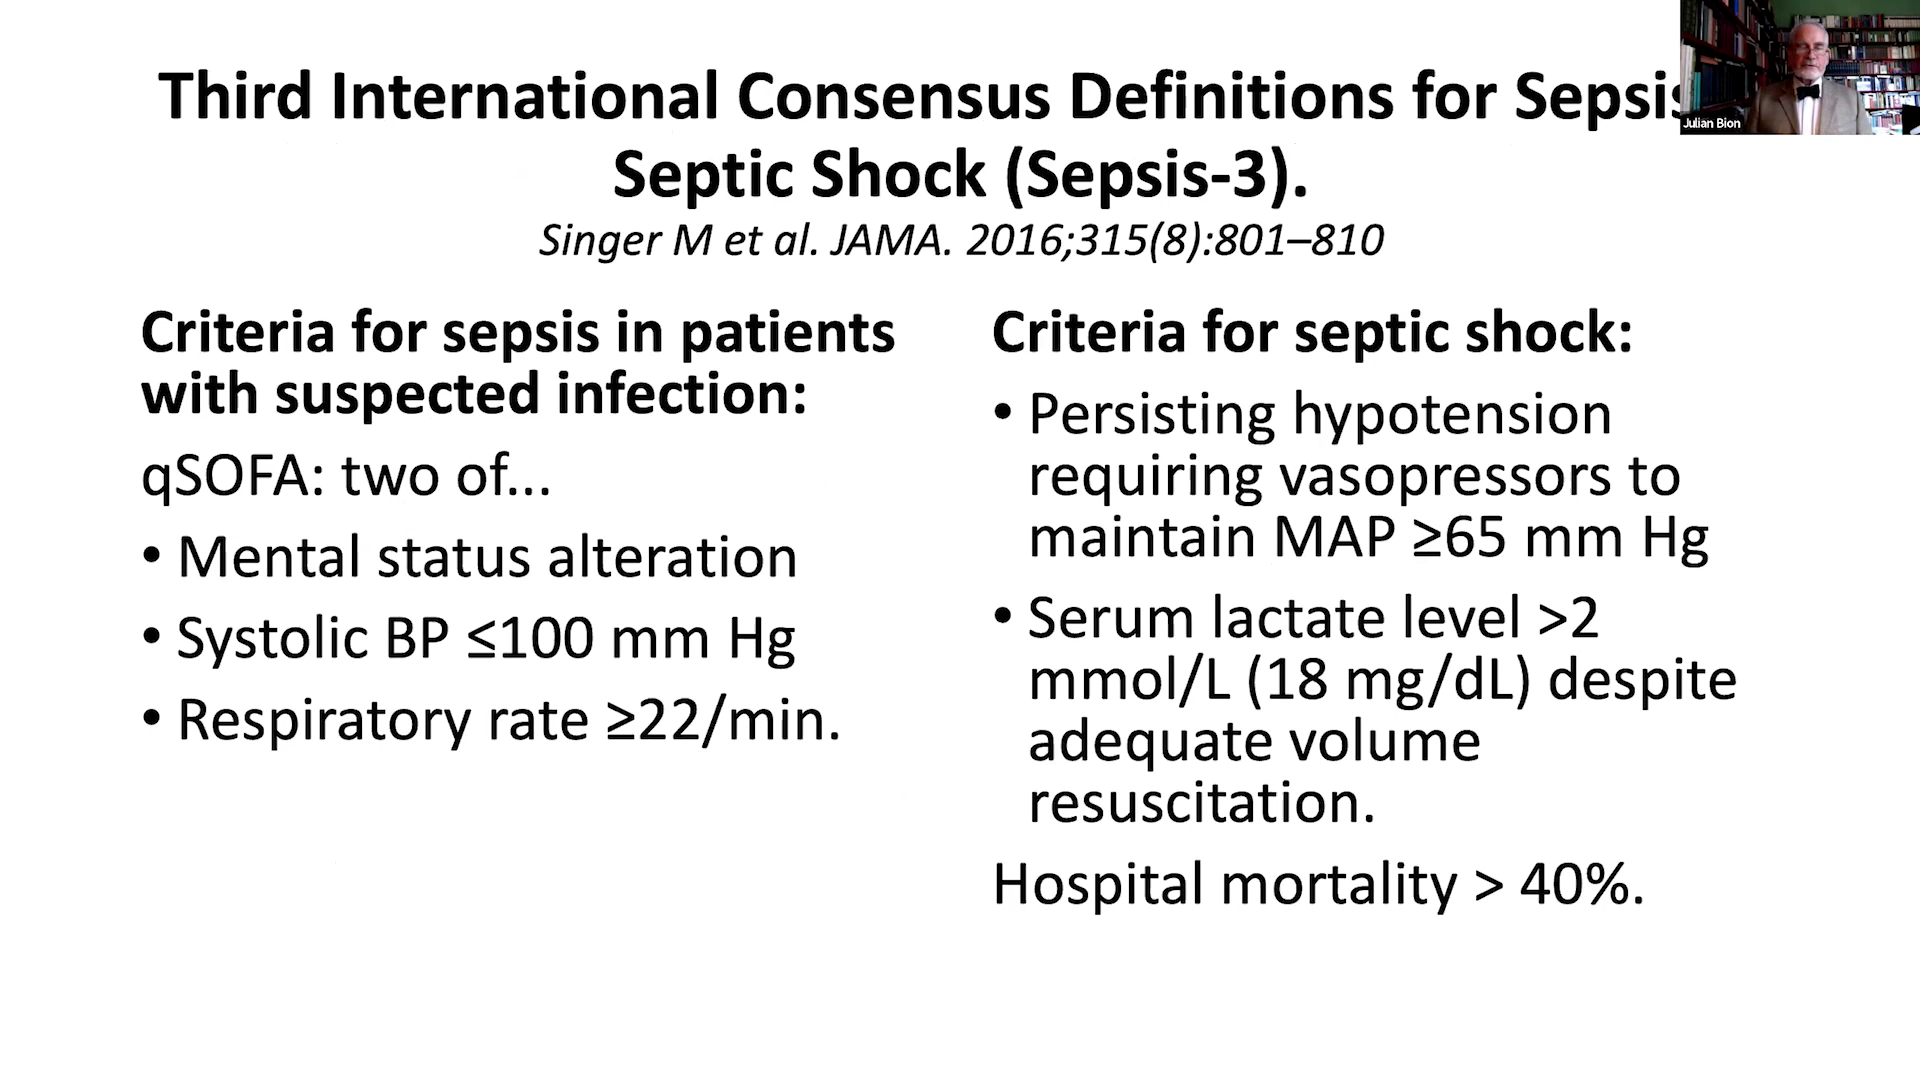 Third International Consensus Definitions for Sepsis
Septic Shock (Sepsis-3).
Singer M et al. JAMA. 2016;315(8):801–810
Criteria for sepsis in patients
with suspected infection:
qSOFA: two of...
• Mental status alteration
• Systolic BP ≤100 mm Hg
• Respiratory rate ≥22/min.
Criteria for septic shock:
• Persisting hypotension
requiring vasopressors to
maintain MAP ≥65 mm Hg
• Serum lactate level >2
mmol/L (18 mg/dL) despite
adequate volume
resuscitation.
Hospital mortality > 40%.
Julian Bion